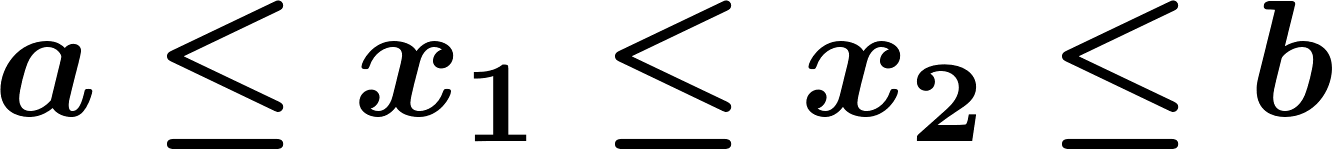 a ≤ x₁ ≤ x₂ ≤ b